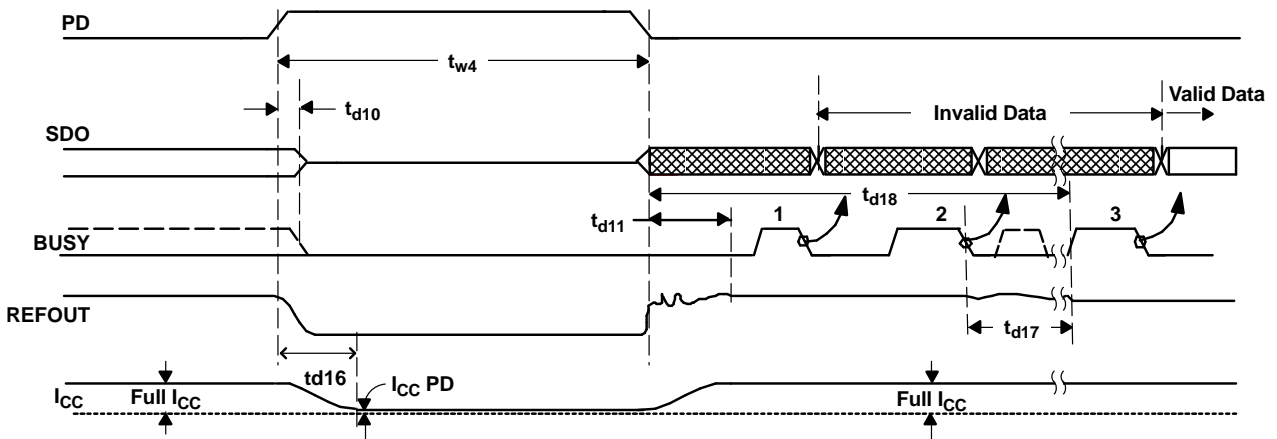 PD
tw4
td10
Valid Data
Invalid Data
SDO
td18
td11
1
2
3
BUSY
REFOUT
td17
td16
ICC PD
ICC
Full ICC
Full ICC